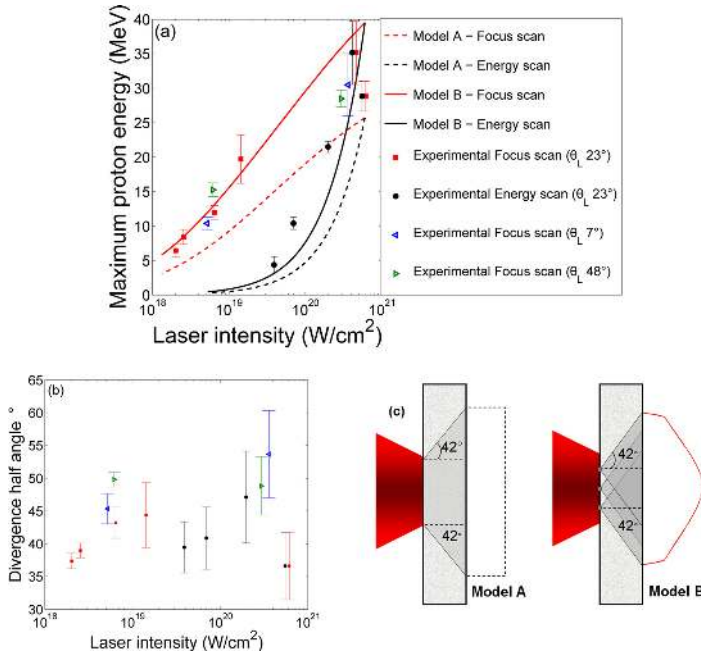 (a)
Maximum proton energy (MeV)
40
35
30
25
20
15
10
5
0
10^18
10^19
10^20
10^21
Laser intensity (W/cm^2)
Model A − Focus scan
Model A − Energy scan
Model B − Focus scan
Model B − Energy scan
Experimental Focus scan (θ_L 23°)
Experimental Energy scan (θ_L 23°)
Experimental Focus scan (θ_L 7°)
Experimental Focus scan (θ_L 48°)
(b)
Divergence half angle °
65
60
55
50
45
40
35
30
10^18
10^19
10^20
10^21
Laser intensity (W/cm^2)
(c)
42°
42°
Model A
42°
42°
Model B